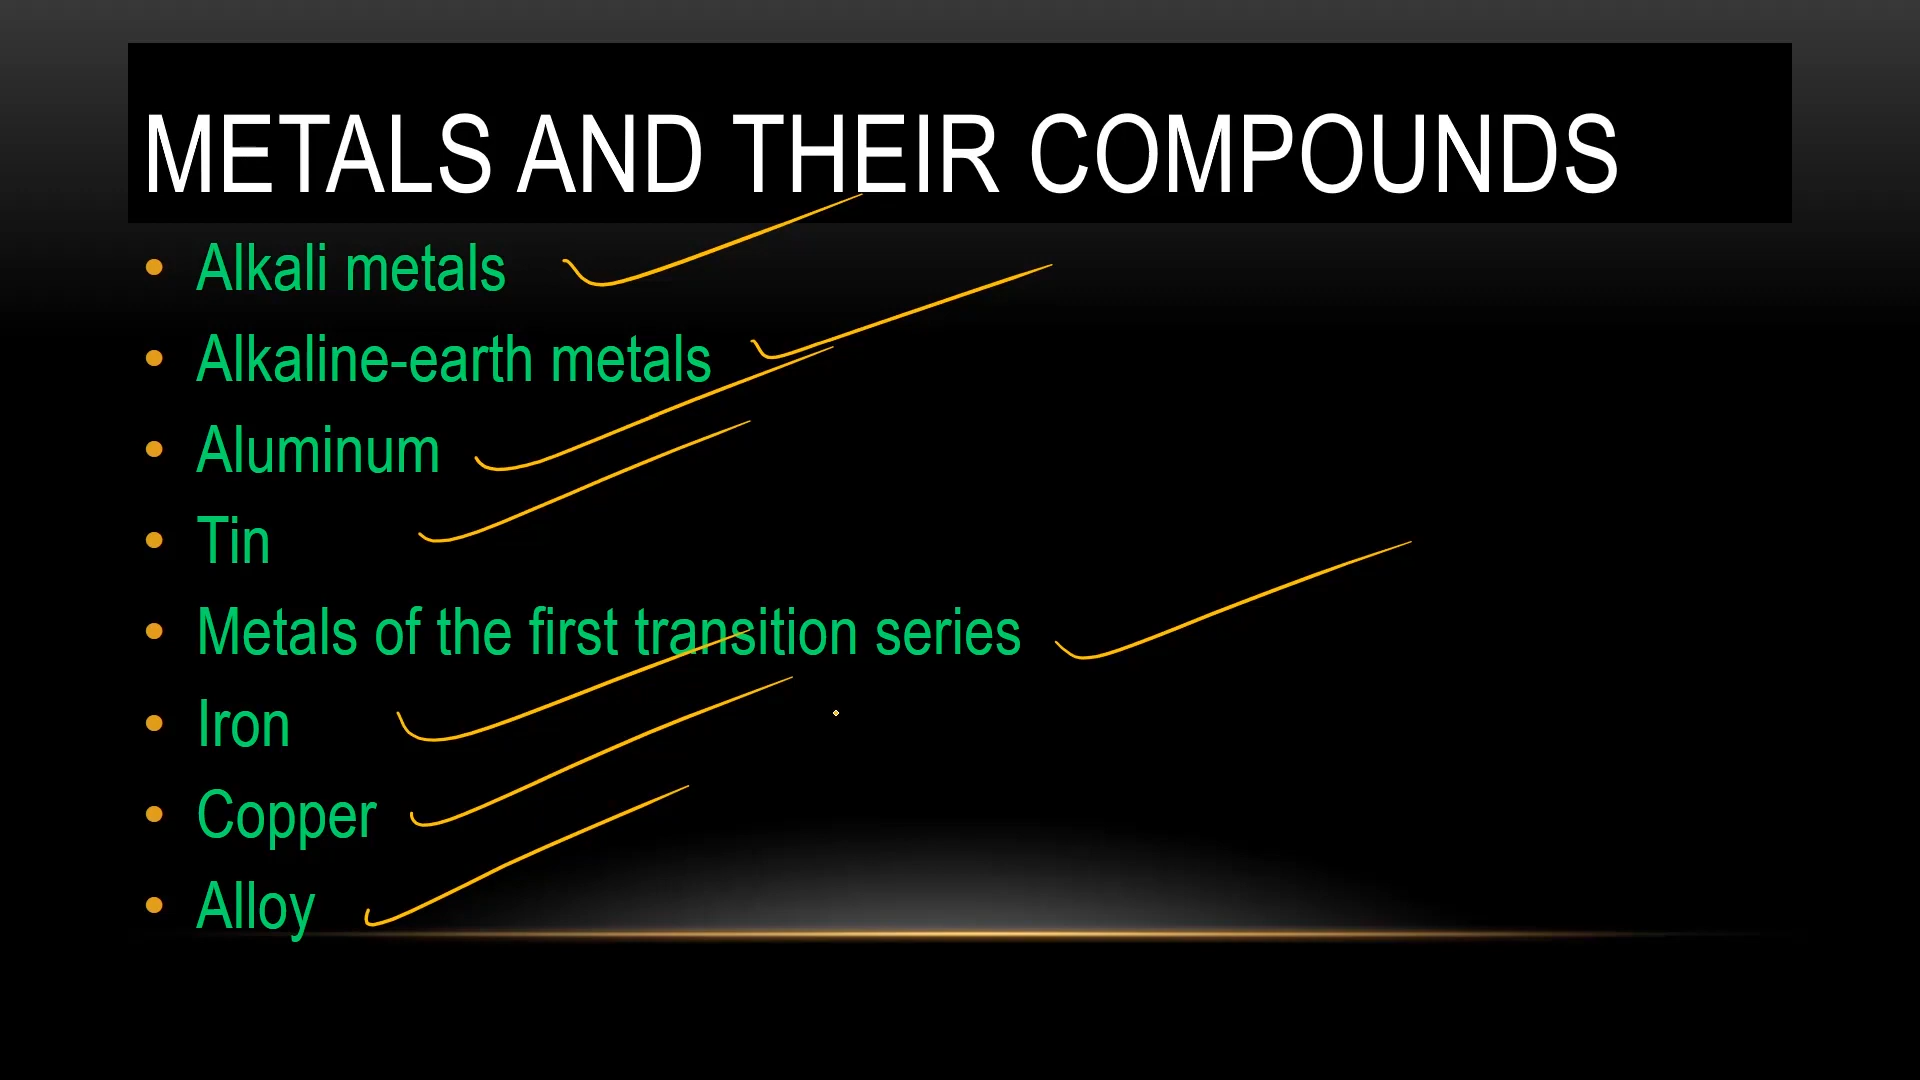 METALS AND THEIR COMPOUNDS
• Alkali metals
• Alkaline-earth metals
• Aluminum
• Tin
• Metals of the first transition series
• Iron
• Copper
• Alloy